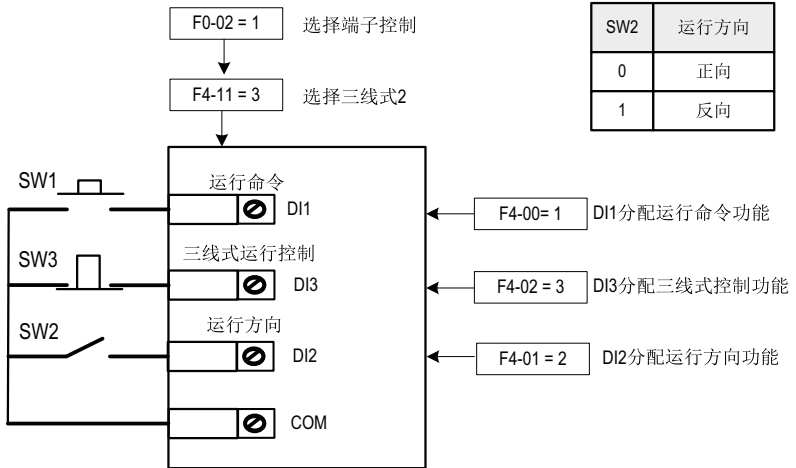 F0-02 = 1 选择端子控制
F4-11 = 3 选择三线式2
SW2 运行方向
0 正向
1 反向
SW1 运行命令 DI1
F4-00= 1 DI1分配运行命令功能
SW3 三线式运行控制 DI3
F4-02 = 3 DI3分配三线式控制功能
SW2 运行方向 DI2
F4-01 = 2 DI2分配运行方向功能
COM